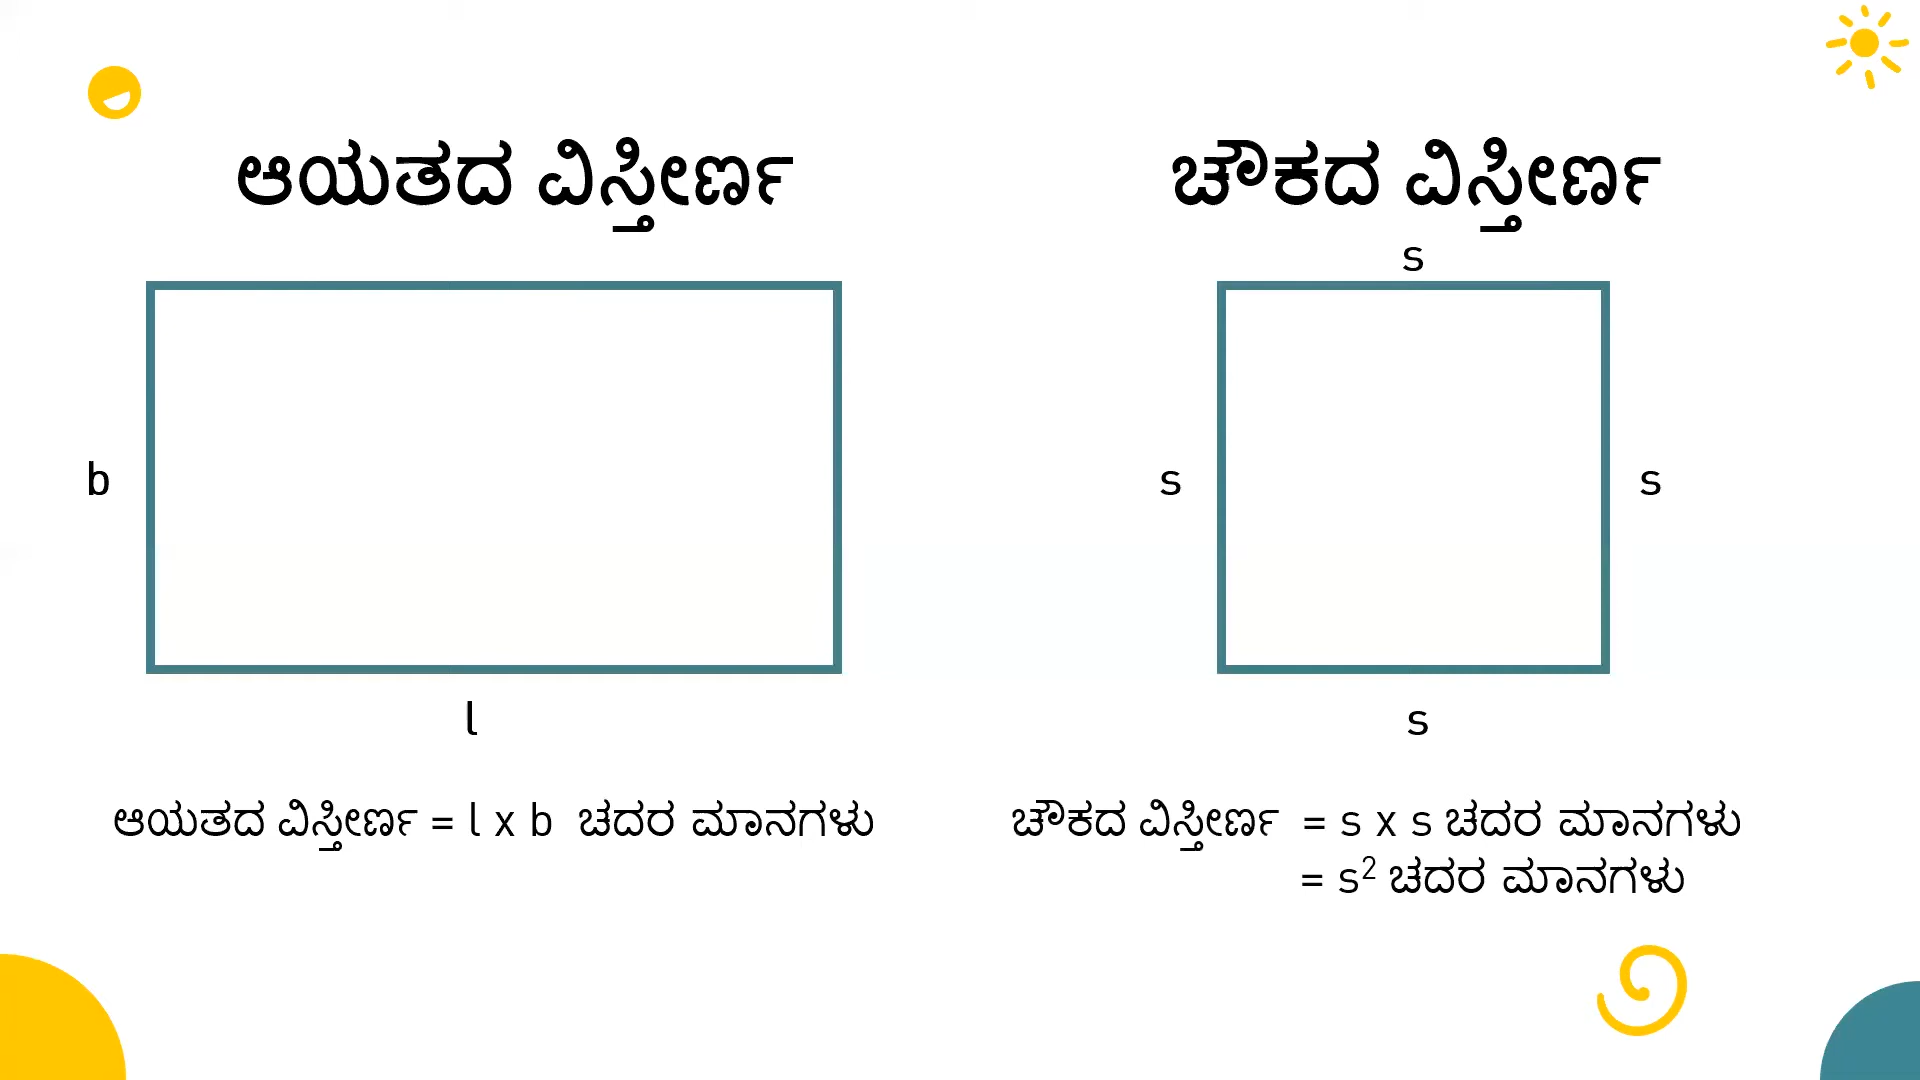 ಆಯತದ ವಿಸ್ತೀರ್ಣ
b
l
ಆಯತದ ವಿಸ್ತೀರ್ಣ = l x b ಚದರ ಮಾನಗಳು
ಚೌಕದ ವಿಸ್ತೀರ್ಣ
s
s
s
s
ಚೌಕದ ವಿಸ್ತೀರ್ಣ = s x s ಚದರ ಮಾನಗಳು
= s² ಚದರ ಮಾನಗಳು